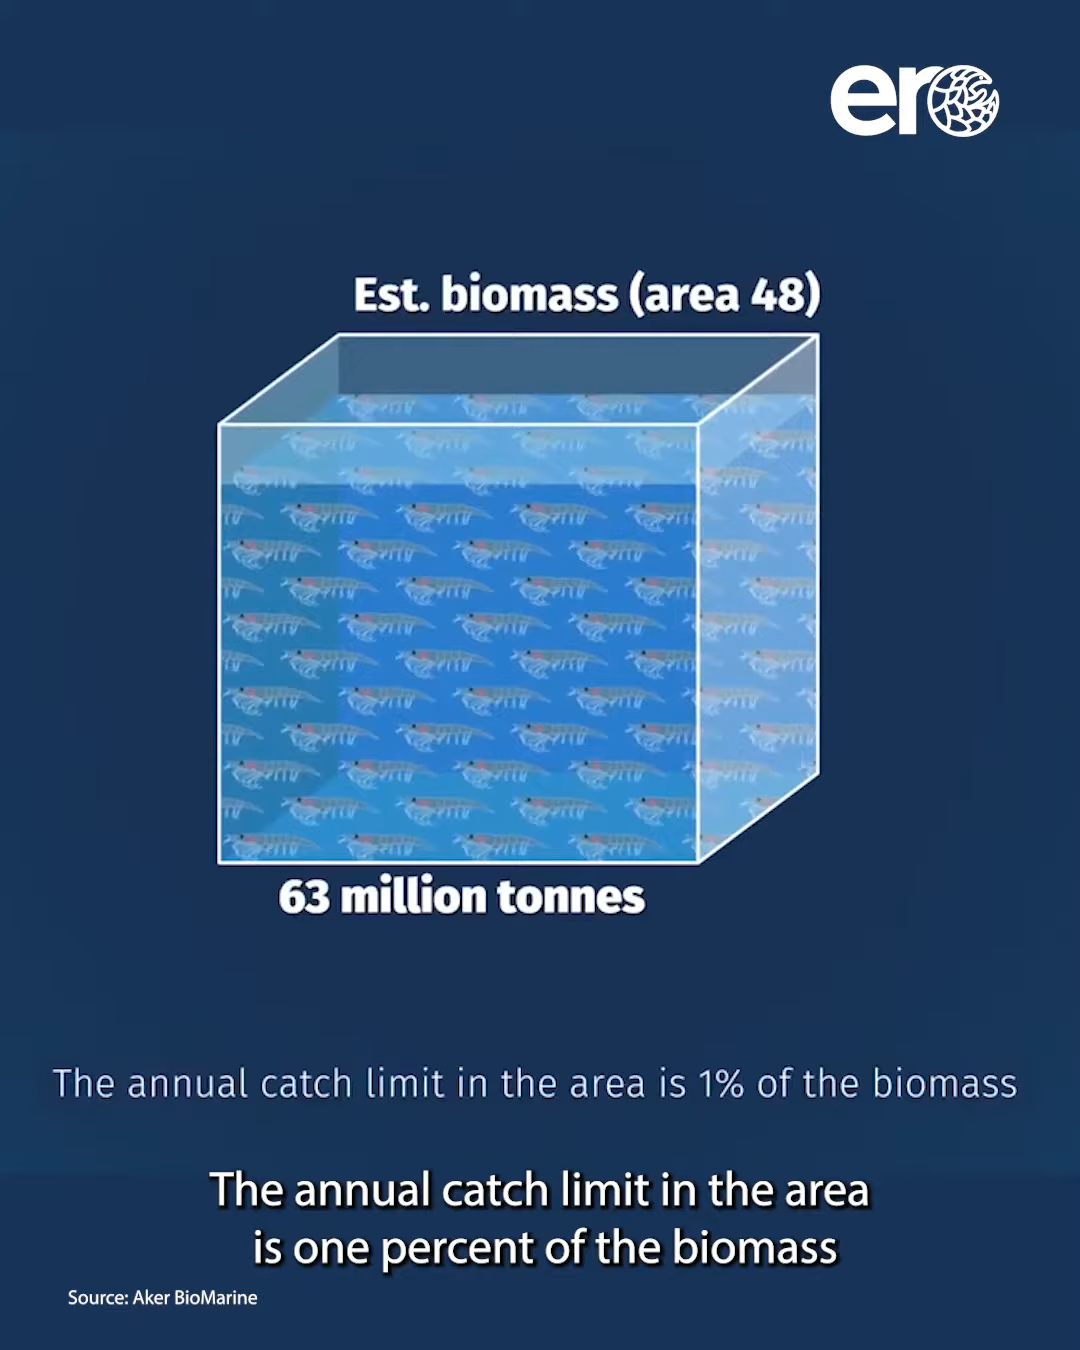 ero
Est. biomass (area 48)
63 million tonnes
The annual catch limit in the area is 1% of the biomass
The annual catch limit in the area
is one percent of the biomass
Source: Aker BioMarine